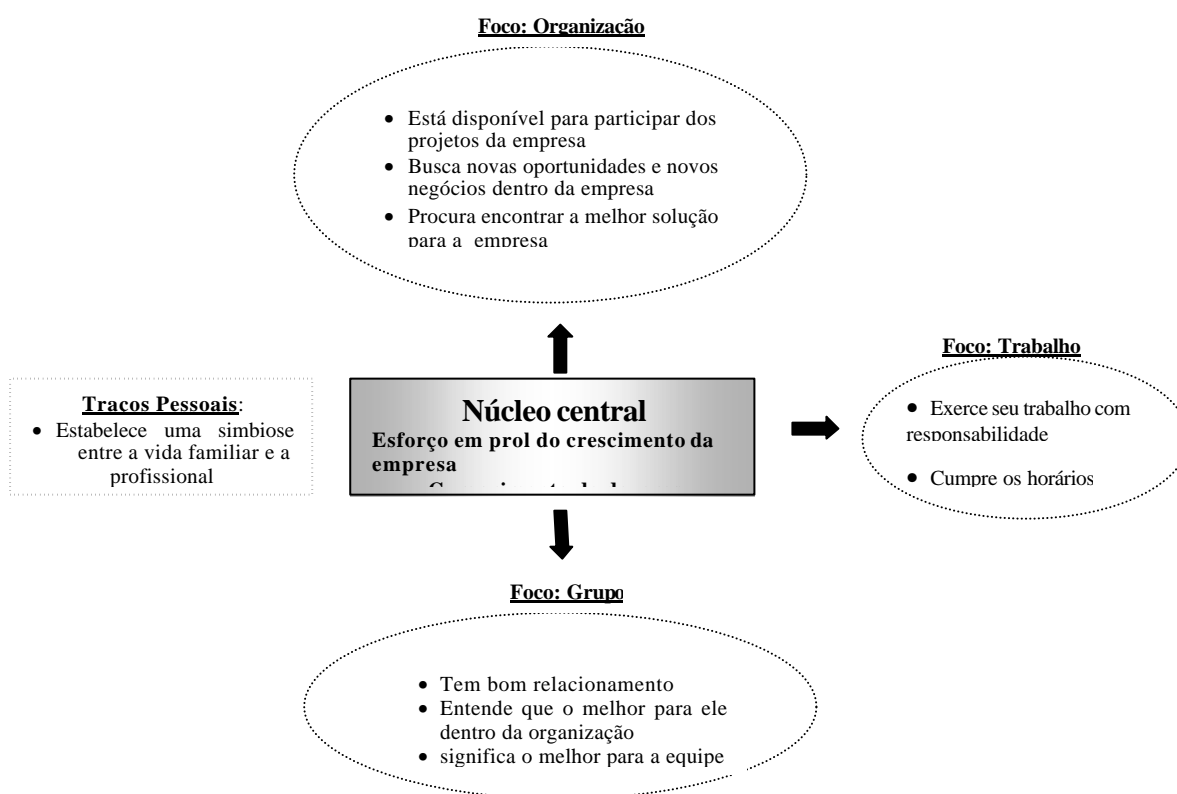 Foco: Organização
• Está disponível para participar dos
projetos da empresa
• Busca novas oportunidades e novos
negócios dentro da empresa
• Procura encontrar a melhor solução
para a empresa
Foco: Trabalho
• Exerce seu trabalho com
responsabilidade
• Cumpre os horários
Traços Pessoais:
• Estabelece uma simbiose
entre a vida familiar e a
profissional
Núcleo central
Esforço em prol do crescimento da
empresa
Foco: Grupo
• Tem bom relacionamento
• Entende que o melhor para ele
dentro da organização
• significa o melhor para a equipe